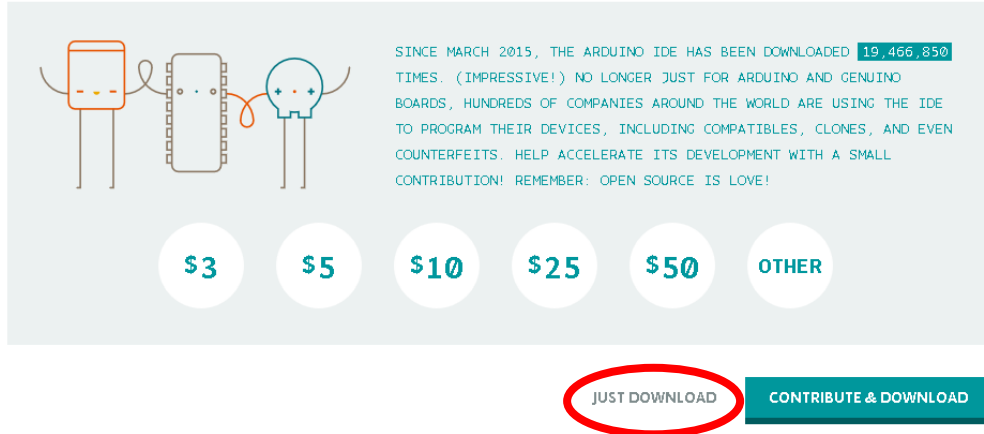 SINCE MARCH 2015, THE ARDUINO IDE HAS BEEN DOWNLOADED 19,466,850
TIMES. (IMPRESSIVE!) NO LONGER JUST FOR ARDUINO AND GENUINO
BOARDS, HUNDREDS OF COMPANIES AROUND THE WORLD ARE USING THE IDE
TO PROGRAM THEIR DEVICES, INCLUDING COMPATIBLES, CLONES, AND EVEN
COUNTERFEITS. HELP ACCELERATE ITS DEVELOPMENT WITH A SMALL
CONTRIBUTION! REMEMBER: OPEN SOURCE IS LOVE!
$3 $5 $10 $25 $50 OTHER
JUST DOWNLOAD CONTRIBUTE & DOWNLOAD